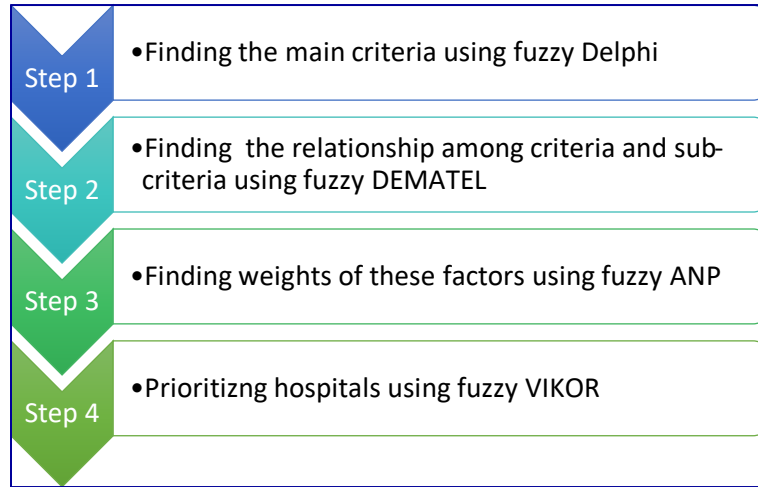 Step 1
•Finding the main criteria using fuzzy Delphi
Step 2
•Finding the relationship among criteria and sub-
criteria using fuzzy DEMATEL
Step 3
•Finding weights of these factors using fuzzy ANP
Step 4
•Prioritizng hospitals using fuzzy VIKOR